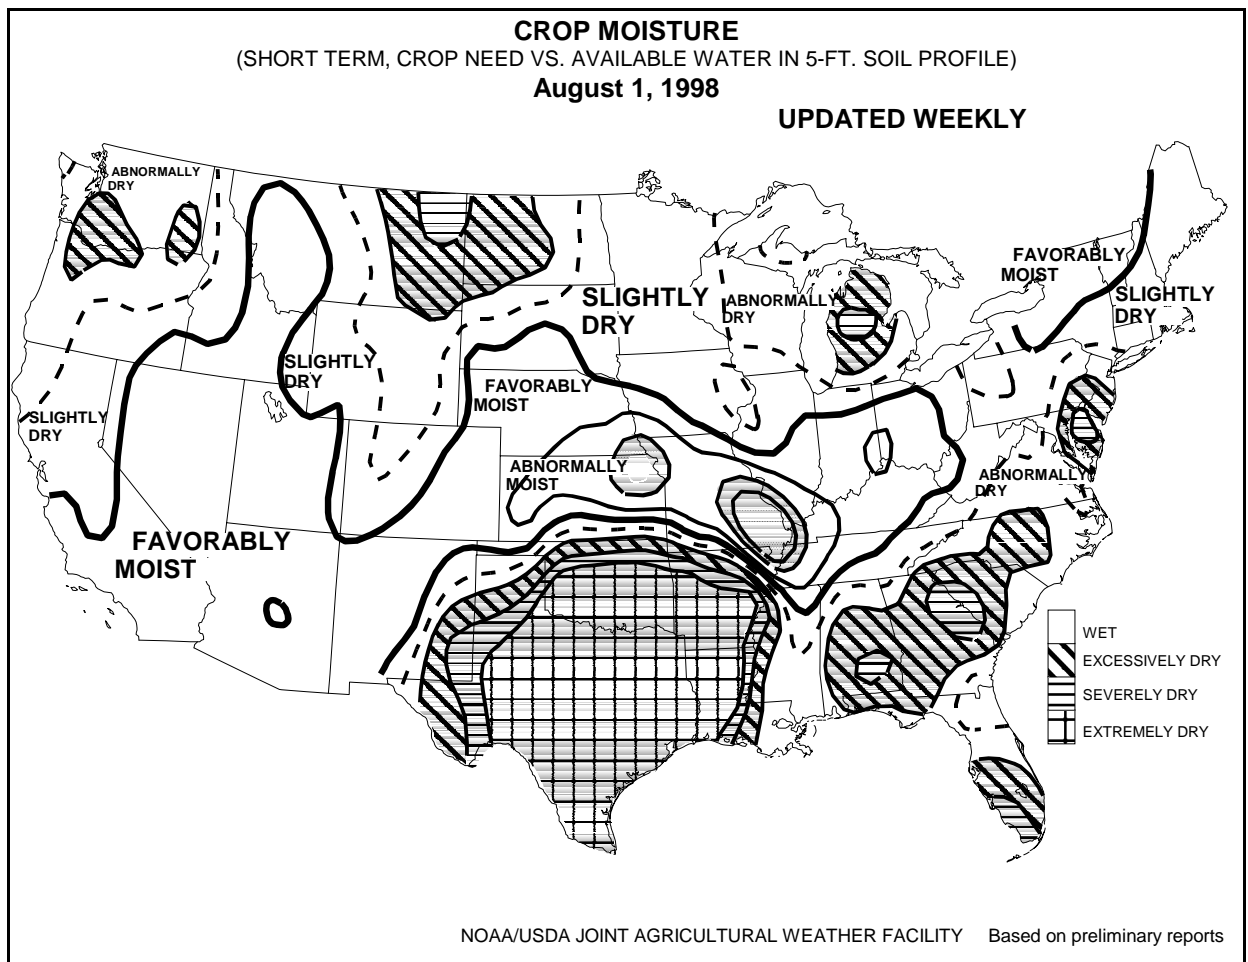 CROP MOISTURE
(SHORT TERM, CROP NEED VS. AVAILABLE WATER IN 5-FT. SOIL PROFILE)
August 1, 1998
UPDATED WEEKLY
ABNORMALLY
DRY
FAVORABLY
MOIST
SLIGHTLY
DRY
SLIGHTLY
DRY
ABNORMALLY
DRY
SLIGHTLY
DRY
FAVORABLY
MOIST
SLIGHTLY
DRY
ABNORMALLY
MOIST
ABNORMALLY
DRY
FAVORABLY
MOIST
WET
EXCESSIVELY DRY
SEVERELY DRY
EXTREMELY DRY
NOAA/USDA JOINT AGRICULTURAL WEATHER FACILITY
Based on preliminary reports